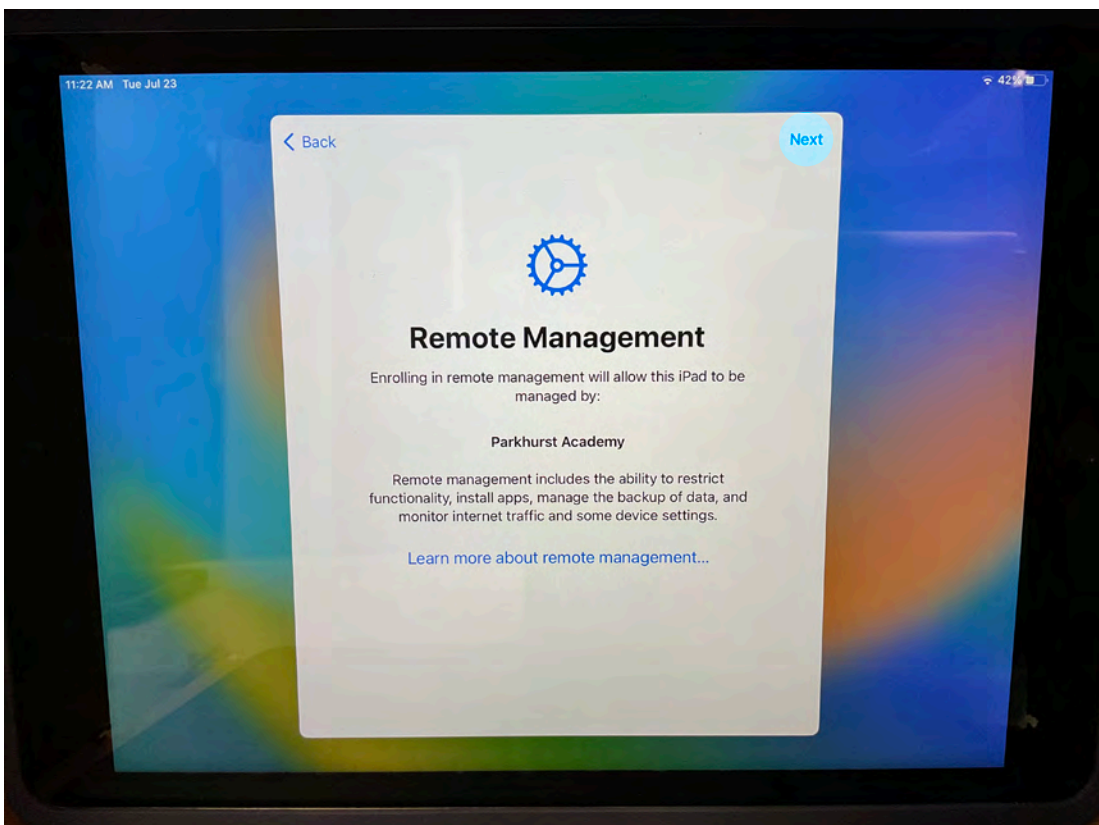 11:22 AM Tue Jul 23
42%
Back
Next
Remote Management
Enrolling in remote management will allow this iPad to be
managed by:
Parkhurst Academy
Remote management includes the ability to restrict
functionality, install apps, manage the backup of data, and
monitor internet traffic and some device settings.
Learn more about remote management...